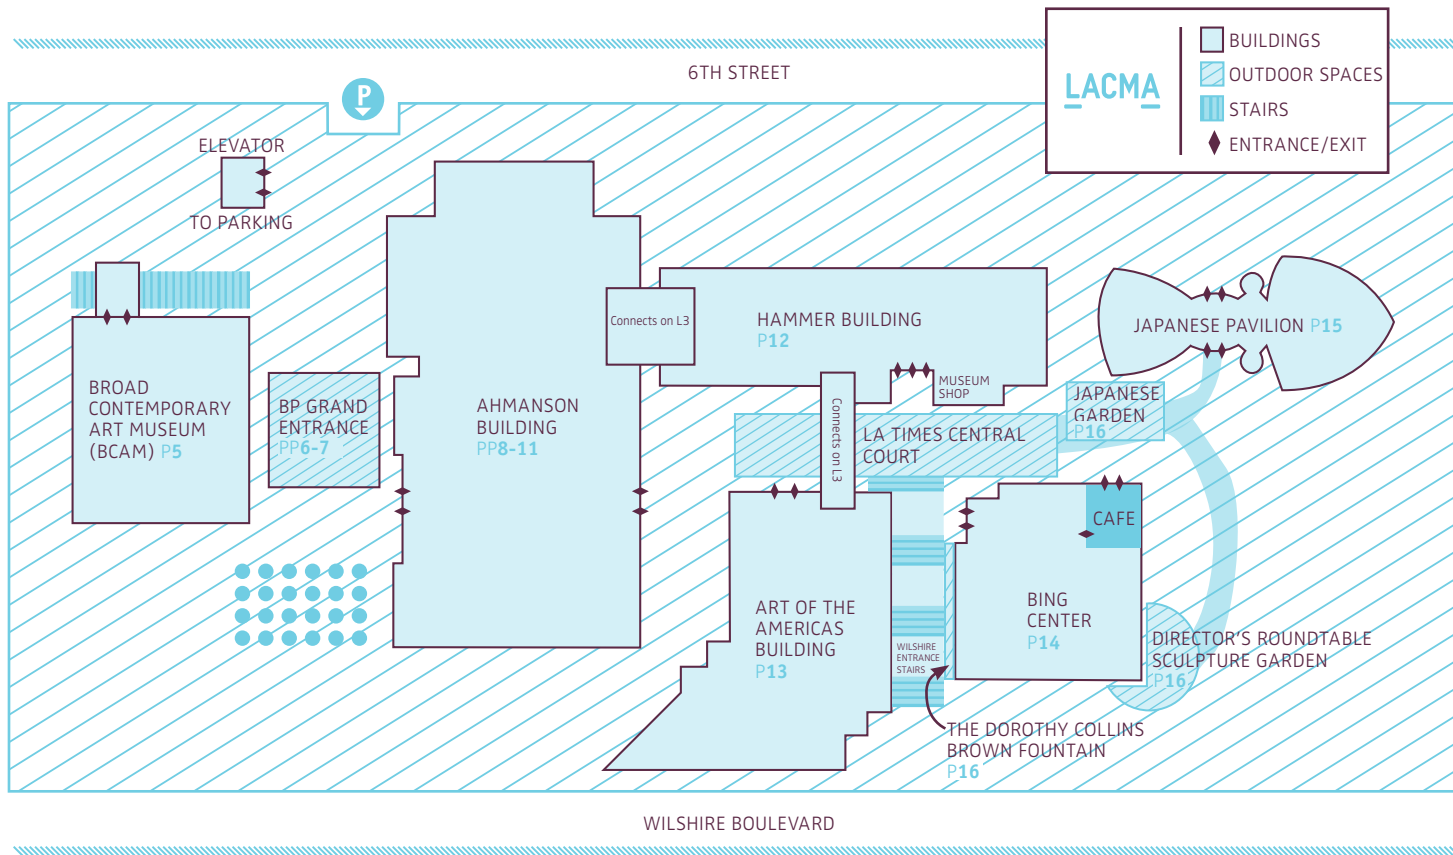 6TH STREET
P
LACMA
BUILDINGS
OUTDOOR SPACES
STAIRS
ENTRANCE/EXIT
ELEVATOR
TO PARKING
BROAD
CONTEMPORARY
ART MUSEUM
(BCAM) P5
BP GRAND
ENTRANCE
PP6-7
AHMANSON
BUILDING
PP8-11
Connects on L3
HAMMER BUILDING
P12
MUSEUM
SHOP
Connects on L3
LA TIMES CENTRAL
COURT
JAPANESE PAVILION P15
JAPANESE
GARDEN
P16
CAFE
BING
CENTER
P14
ART OF THE
AMERICAS
BUILDING
P13
WILSHIRE
ENTRANCE
STAIRS
DIRECTOR'S ROUNDTABLE
SCULPTURE GARDEN
P16
THE DOROTHY COLLINS
BROWN FOUNTAIN
P16
WILSHIRE BOULEVARD